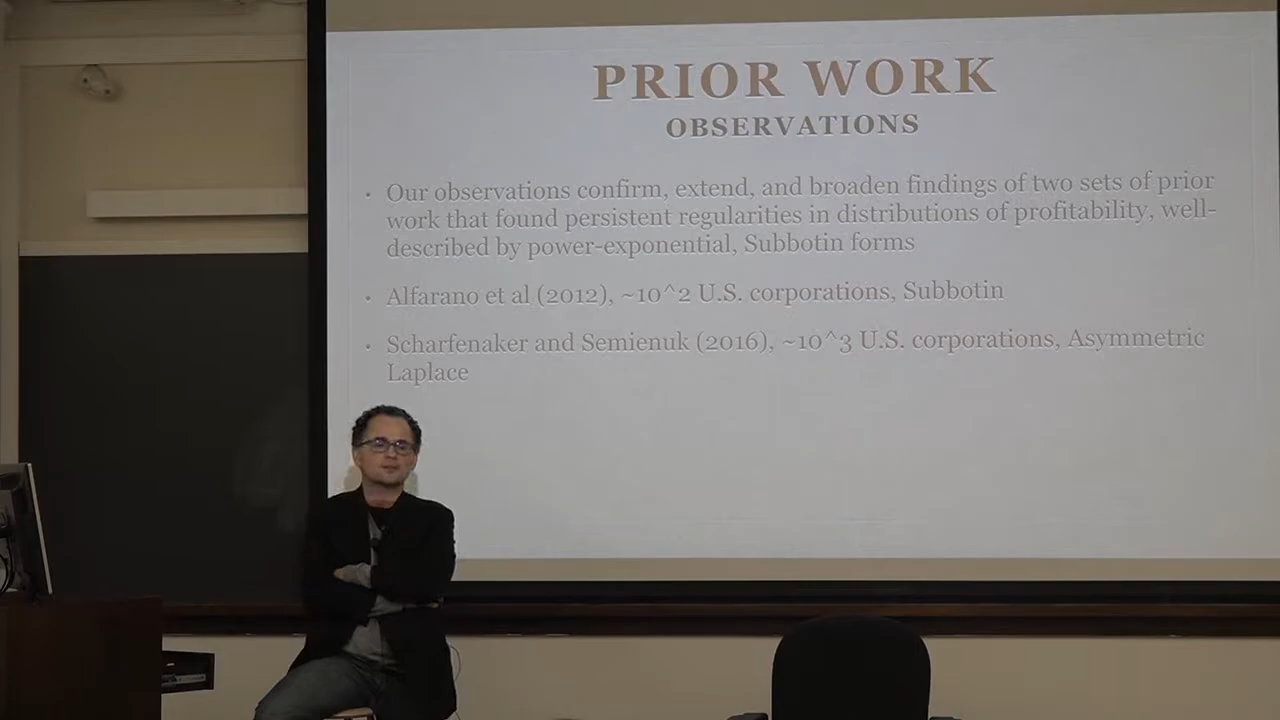 PRIOR WORK
OBSERVATIONS
• Our observations confirm, extend, and broaden findings of two sets of prior
work that found persistent regularities in distributions of profitability, well-
described by power-exponential, Subbotin forms
• Alfarano et al (2012), ~10^2 U.S. corporations, Subbotin
• Scharfenaker and Semienuk (2016), ~10^3 U.S. corporations, Asymmetric
Laplace